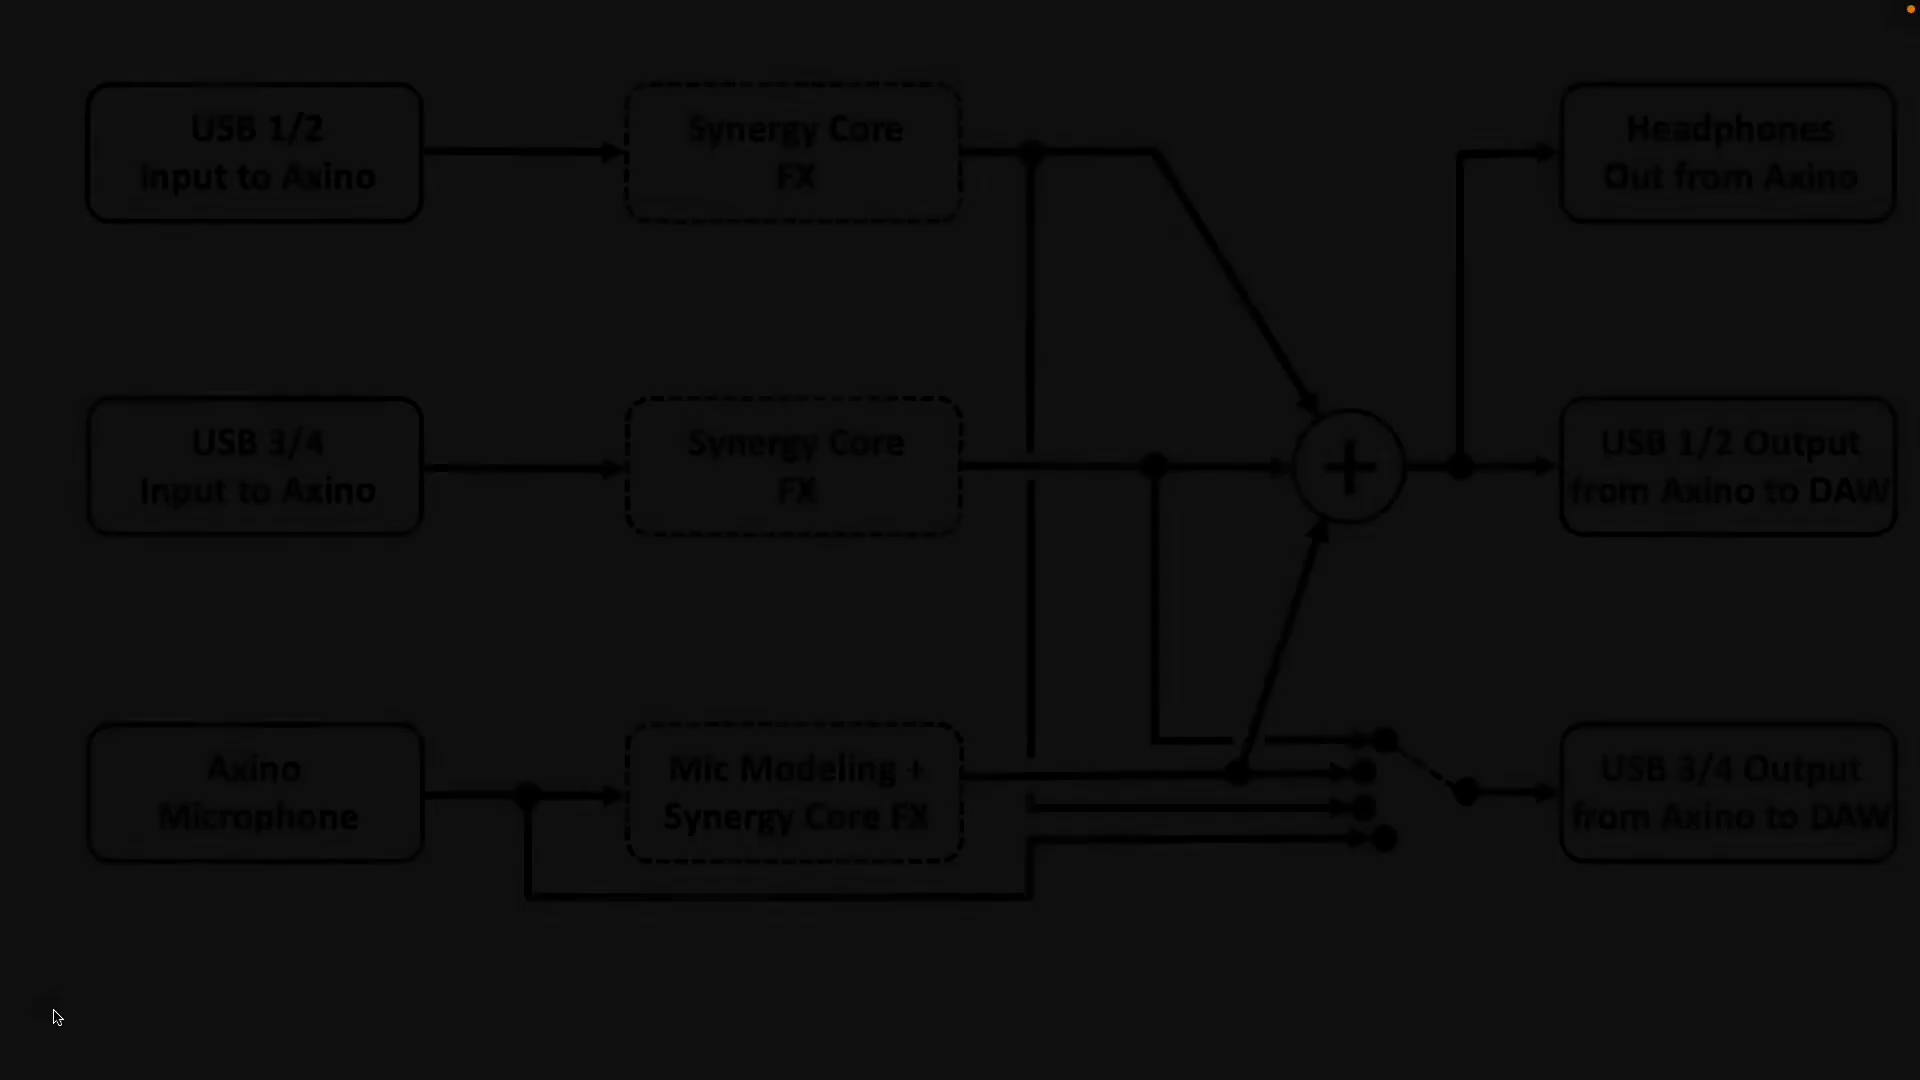 USB 1/2
Input to Axino
Synergy Core
FX
Headphones
Out from Axino
USB 3/4
Input to Axino
Synergy Core
FX
+
USB 1/2 Output
from Axino to DAW
Axino
Microphone
Mic Modeling +
Synergy Core FX
USB 3/4 Output
from Axino to DAW